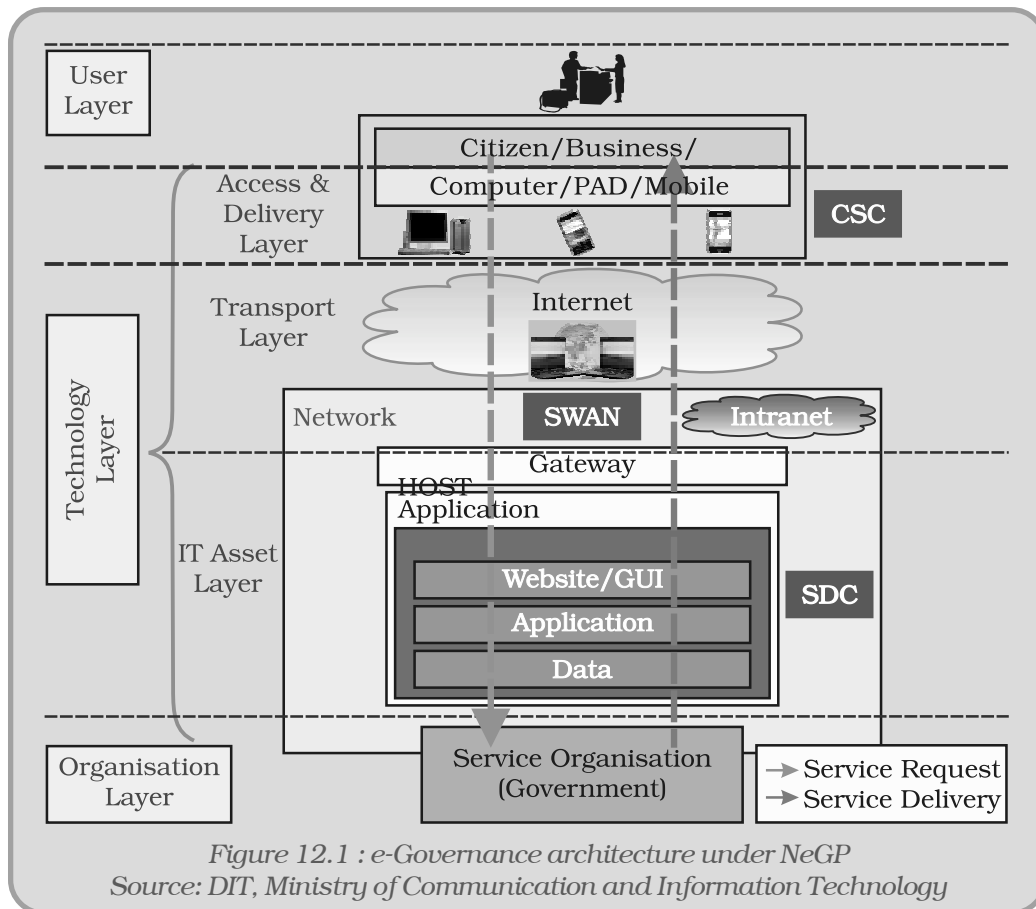 User
Layer
Citizen/Business/
Computer/PAD/Mobile
Access &
Delivery
Layer
CSC
Transport
Layer
Internet
Technology
Layer
Network
SWAN
Intranet
Gateway
HOST
Application
IT Asset
Layer
Website/GUI
Application
Data
SDC
Organisation
Layer
Service Organisation
(Government)
Service Request
Service Delivery
Figure 12.1 : e-Governance architecture under NeGP
Source: DIT, Ministry of Communication and Information Technology